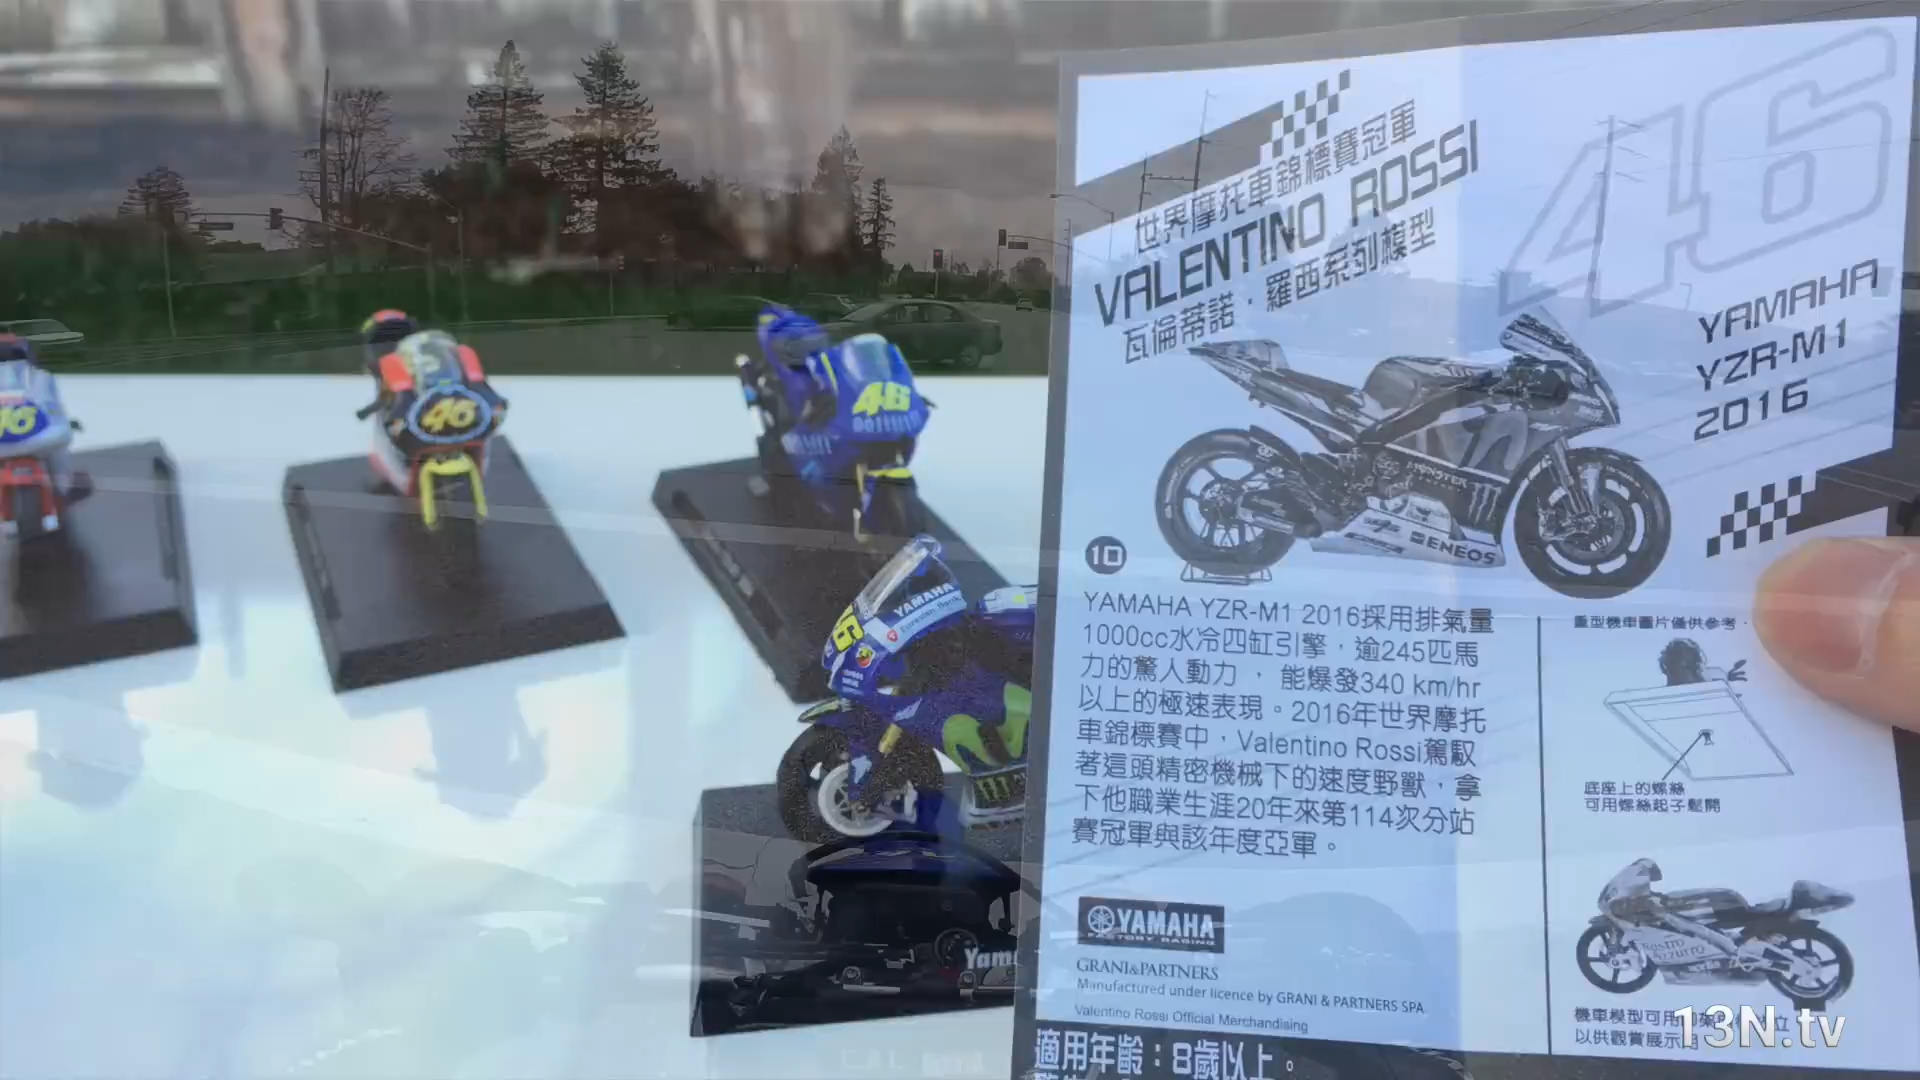 世界摩托車錦標賽冠軍
VALENTINO ROSSI
瓦倫蒂諾・羅西系列模型
46
YAMAHA
YZR-M1
2016
MONSTER
ENEOS
10
YAMAHA YZR-M1 2016採用排氣量
1000cc水冷四缸引擎，逾245匹馬
力的驚人動力，能爆發340 km/hr
以上的極速表現。2016年世界摩托
車錦標賽中，Valentino Rossi駕馭
著這頭精密機械下的速度野獸，拿
下他職業生涯20年來第114次分站
賽冠軍與該年度亞軍。
重型機車圖片僅供參考。
底座上的螺絲
可用螺絲起子鬆開
Nastro
Azzurro
機車模型可用
以供觀賞展示
YAMAHA
FACTORY RACING
GRANI&PARTNERS
Manufactured under licence by GRANI & PARTNERS SPA
Valentino Rossi Official Merchandising
適用年齡：8歲以上。
46
46
46
YAMAHA
46
Yam
CAL
13N.tv